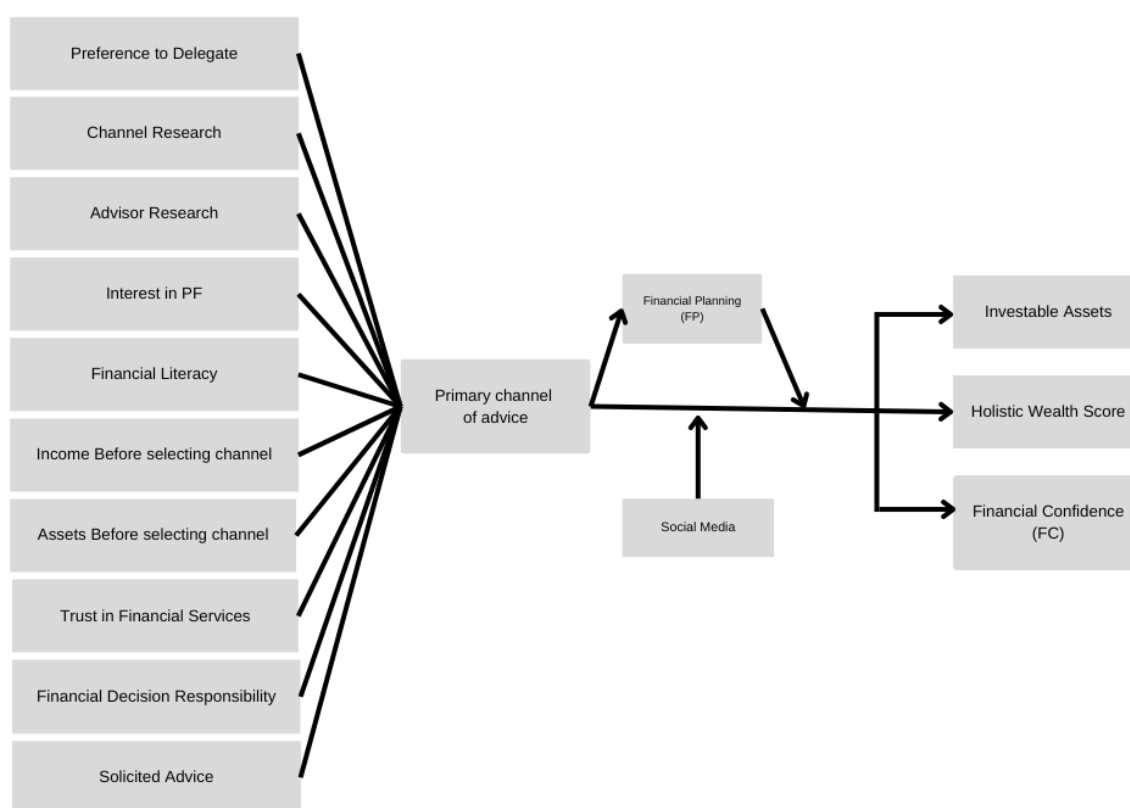 Preference to Delegate
Channel Research
Advisor Research
Interest in PF
Financial Literacy
Income Before selecting channel
Assets Before selecting channel
Trust in Financial Services
Financial Decision Responsibility
Solicited Advice
Primary channel
of advice
Financial Planning
(FP)
Social Media
Investable Assets
Holistic Wealth Score
Financial Confidence
(FC)